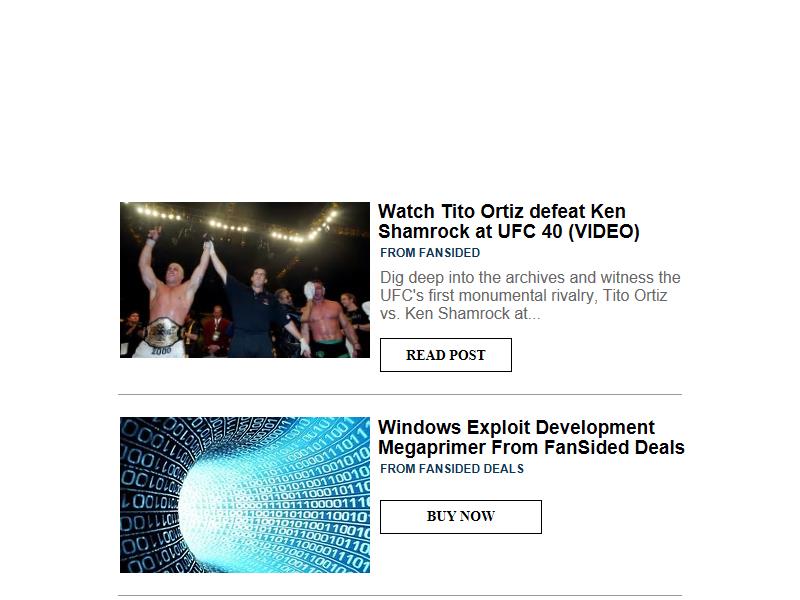 Watch Tito Ortiz defeat Ken
Shamrock at UFC 40 (VIDEO)
FROM FANSIDED
Dig deep into the archives and witness the
UFC's first monumental rivalry, Tito Ortiz
vs. Ken Shamrock at...
READ POST
Windows Exploit Development
Megaprimer From FanSided Deals
FROM FANSIDED DEALS
BUY NOW